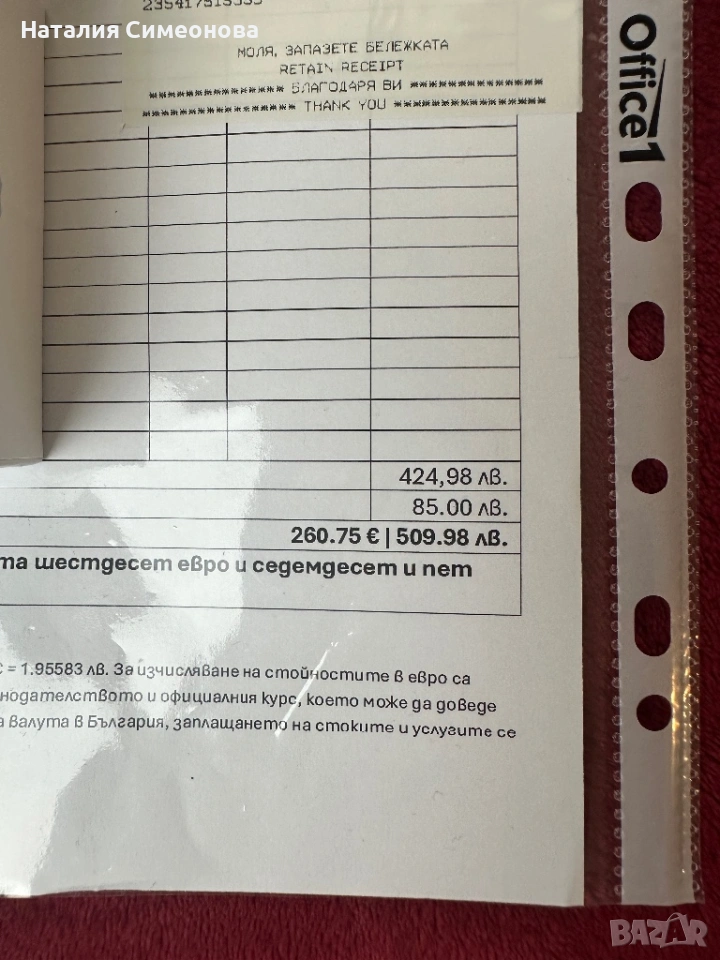 Наталия Симеонова
МОЛЯ, ЗАПАЗЕТЕ БЕЛЕЖКАТА
RETAIN RECEIPT
***************** БЛАГОДАРЯ ВИ ****************
****************** THANK YOU ******************
Office1
424,98 лв.
85.00 лв.
260.75 € | 509.98 лв.
та шестдесет евро и седемдесет и пет
€ = 1.95583 лв. За изчисляване на стойностите в евро са
нодателството и официалния курс, което може да доведе
а валута в България, заплащането на стоките и услугите се
BAZAR